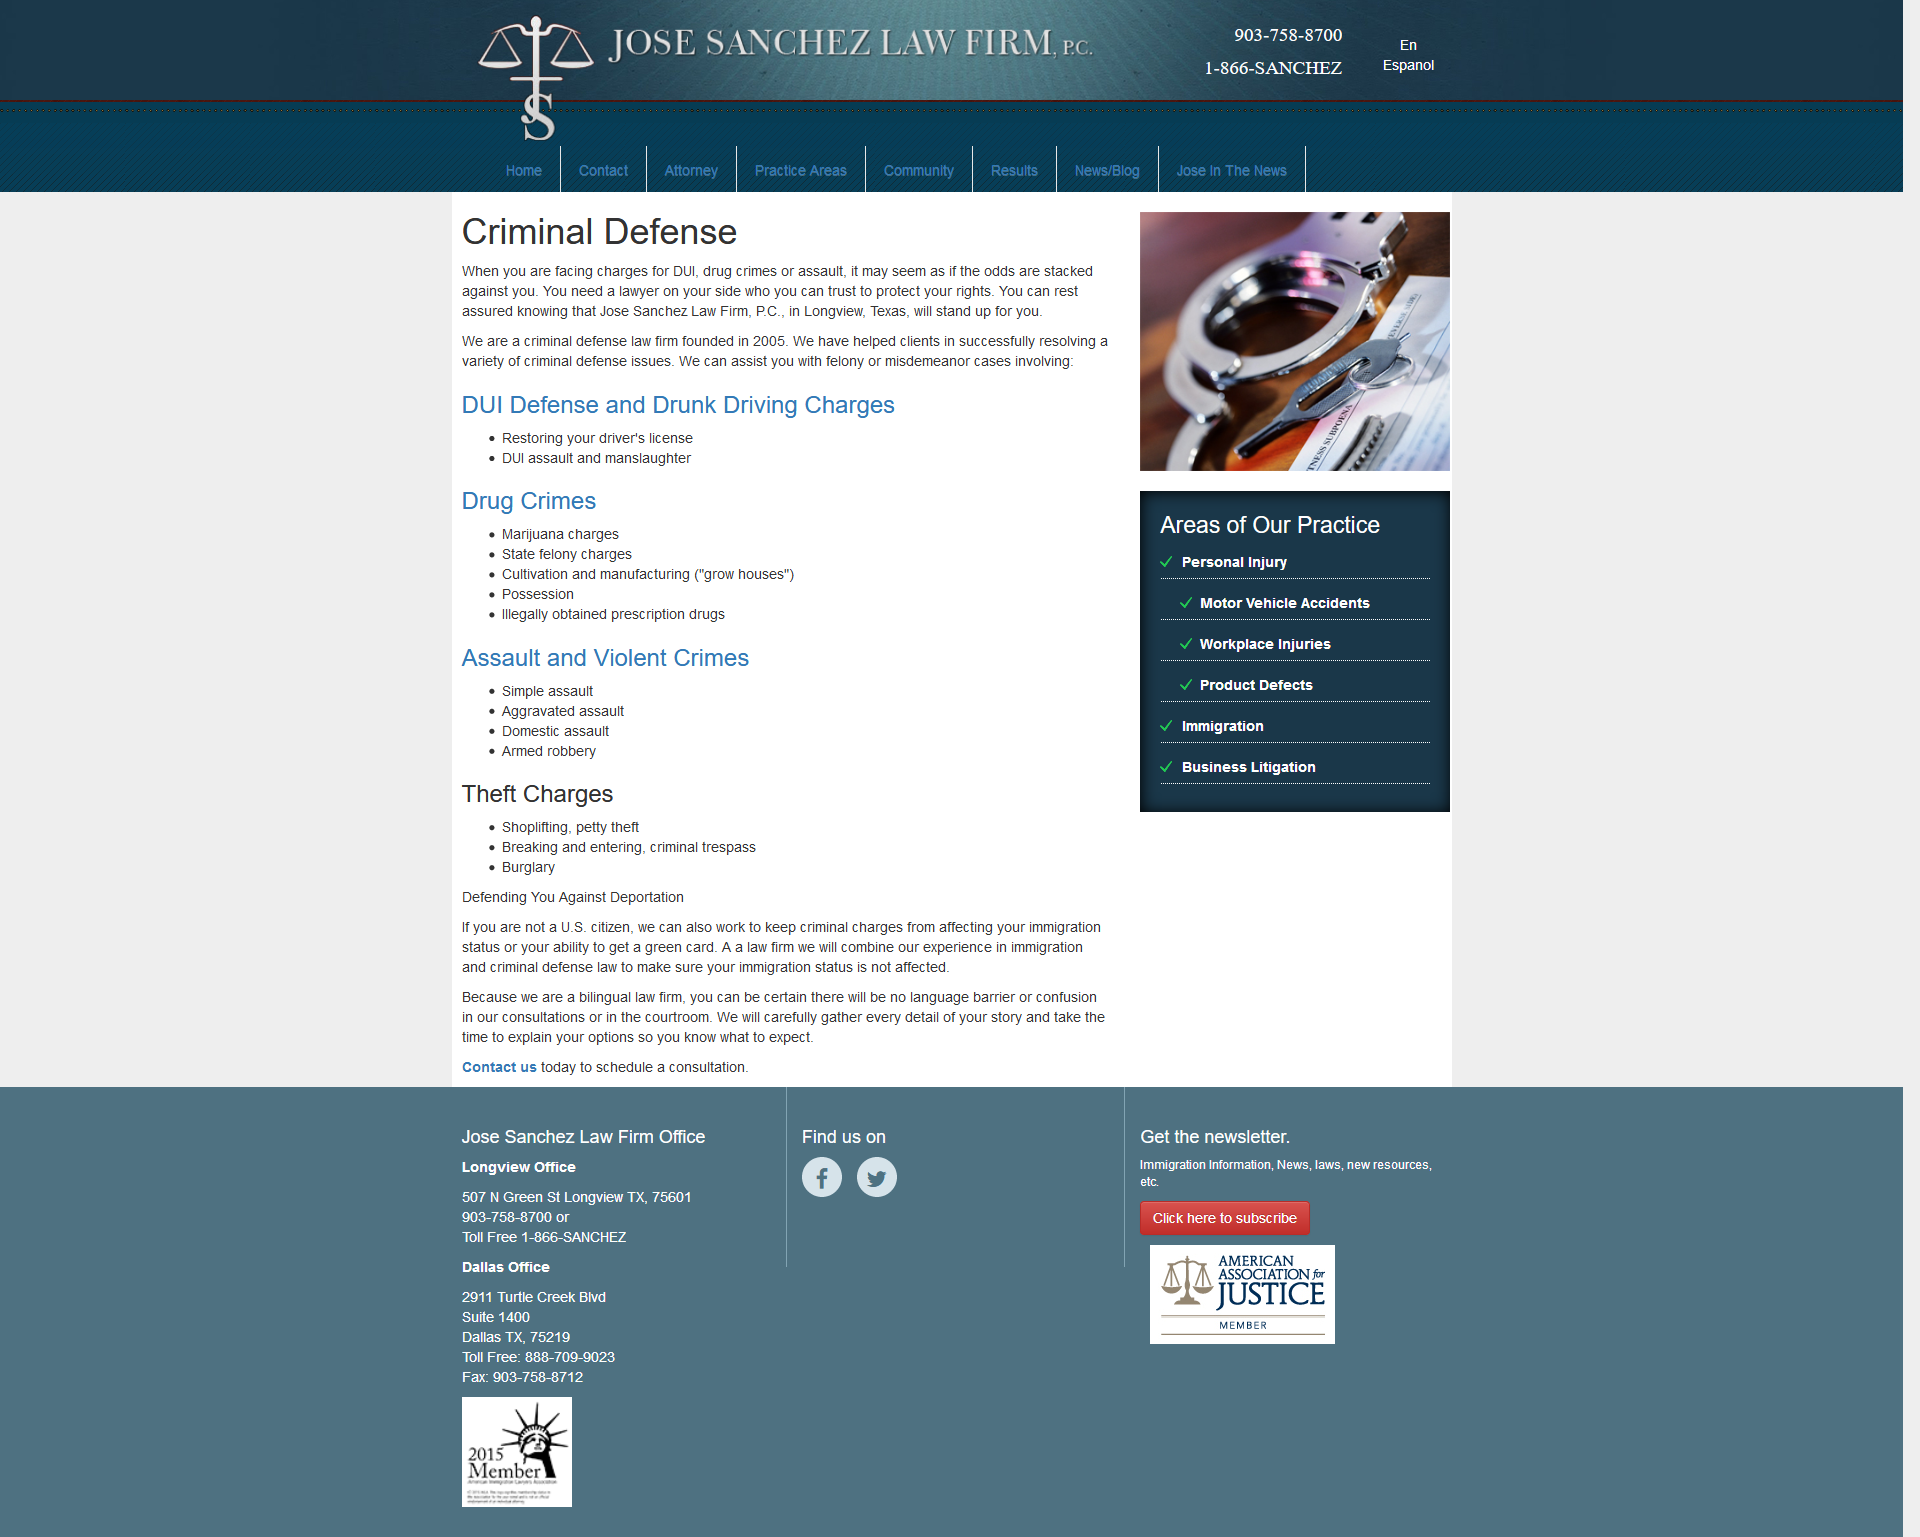 JOSE SANCHEZ LAW FIRM, P.C.
903-758-8700
1-866-SANCHEZ
En
Espanol
JS
Home
Contact
Attorney
Practice Areas
Community
Results
News/Blog
Jose In The News
Criminal Defense
When you are facing charges for DUI, drug crimes or assault, it may seem as if the odds are stacked
against you. You need a lawyer on your side who you can trust to protect your rights. You can rest
assured knowing that Jose Sanchez Law Firm, P.C., in Longview, Texas, will stand up for you.
We are a criminal defense law firm founded in 2005. We have helped clients in successfully resolving a
variety of criminal defense issues. We can assist you with felony or misdemeanor cases involving:
DUI Defense and Drunk Driving Charges
Restoring your driver's license
DUI assault and manslaughter
Drug Crimes
Marijuana charges
State felony charges
Cultivation and manufacturing ("grow houses")
Possession
Illegally obtained prescription drugs
Assault and Violent Crimes
Simple assault
Aggravated assault
Domestic assault
Armed robbery
Theft Charges
Shoplifting, petty theft
Breaking and entering, criminal trespass
Burglary
Defending You Against Deportation
If you are not a U.S. citizen, we can also work to keep criminal charges from affecting your immigration
status or your ability to get a green card. A a law firm we will combine our experience in immigration
and criminal defense law to make sure your immigration status is not affected.
Because we are a bilingual law firm, you can be certain there will be no language barrier or confusion
in our consultations or in the courtroom. We will carefully gather every detail of your story and take the
time to explain your options so you know what to expect.
Contact us today to schedule a consultation.
SUBPOENA
Areas of Our Practice
Personal Injury
Motor Vehicle Accidents
Workplace Injuries
Product Defects
Immigration
Business Litigation
Jose Sanchez Law Firm Office
Longview Office
507 N Green St Longview TX, 75601
903-758-8700 or
Toll Free 1-866-SANCHEZ
Dallas Office
2911 Turtle Creek Blvd
Suite 1400
Dallas TX, 75219
Toll Free: 888-709-9023
Fax: 903-758-8712
2015
Member
American Immigration Lawyers Association
Find us on
Get the newsletter.
Immigration Information, News, laws, new resources,
etc.
Click here to subscribe
AMERICAN
ASSOCIATION for
JUSTICE
MEMBER